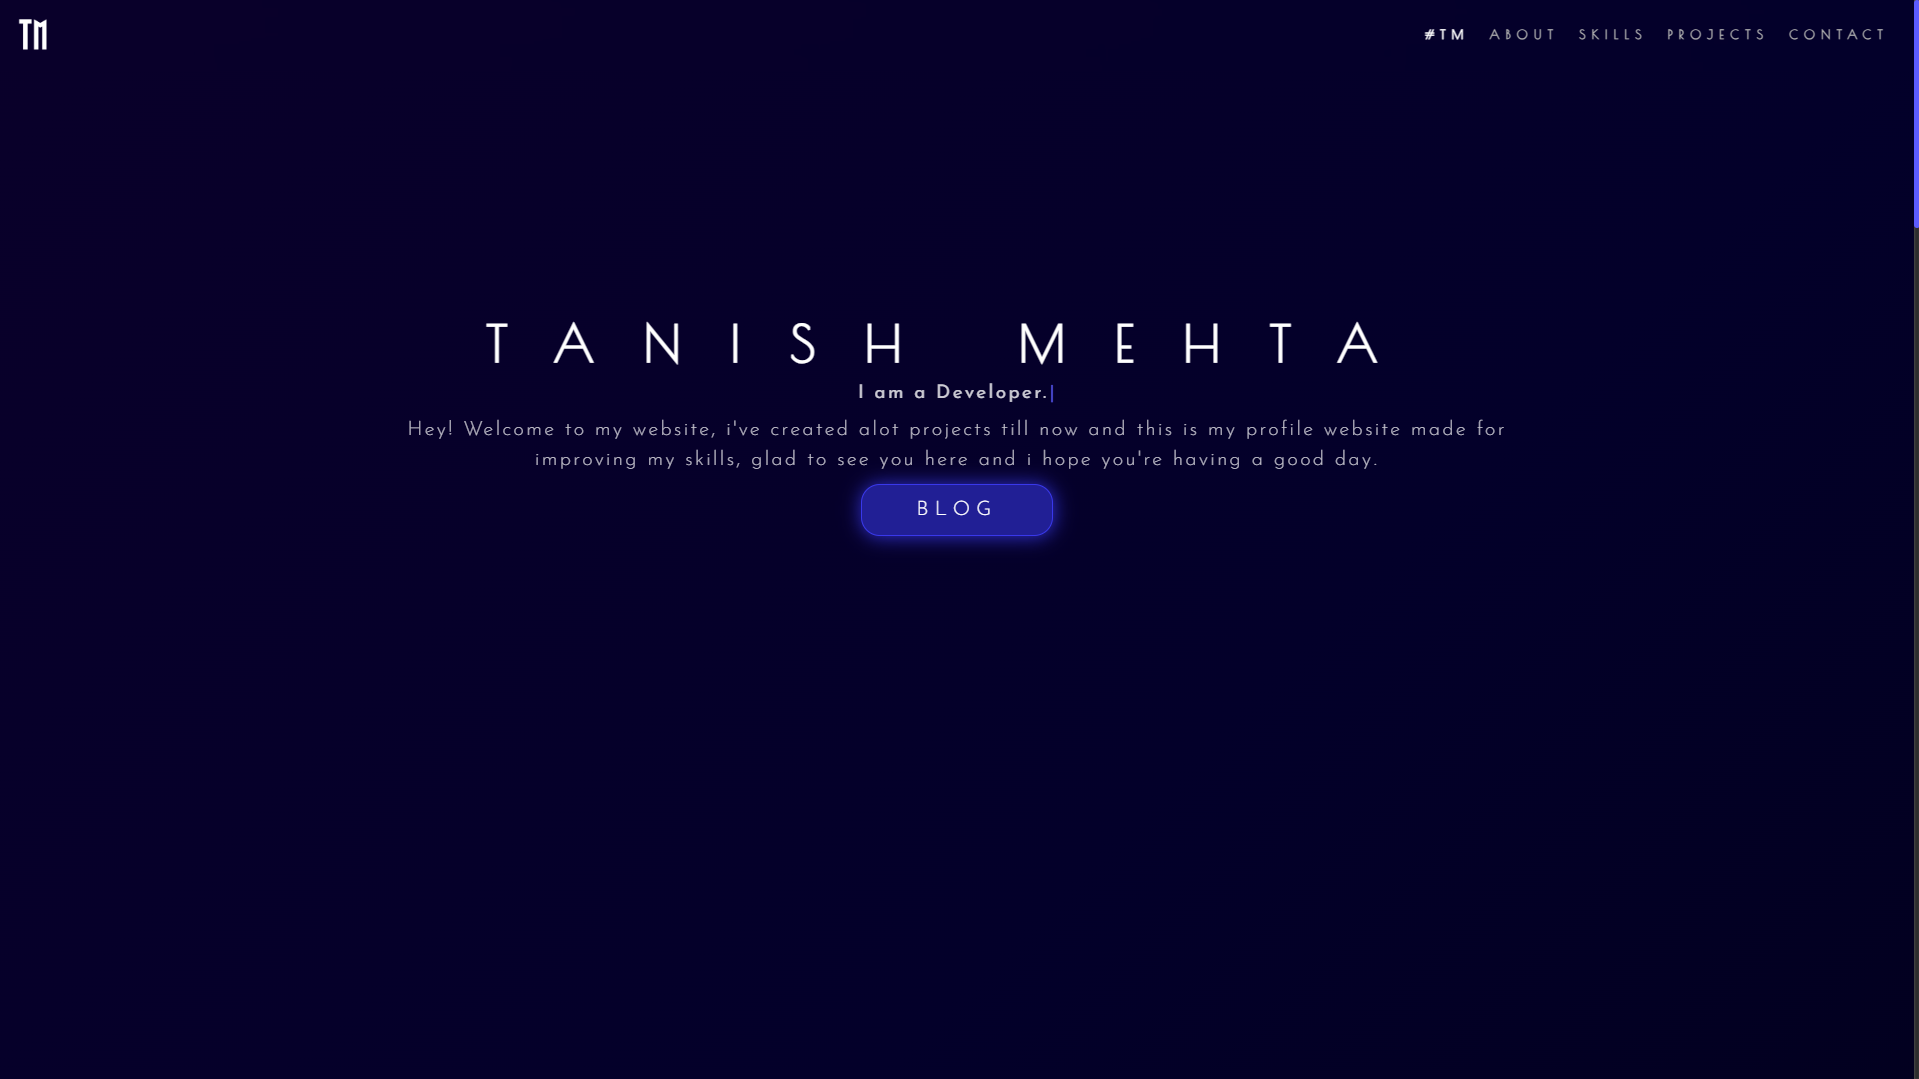 TM
#TM ABOUT SKILLS PROJECTS CONTACT
TANISH MEHTA
I am a Developer.|
Hey! Welcome to my website, i've created alot projects till now and this is my profile website made for
improving my skills, glad to see you here and i hope you're having a good day.
BLOG